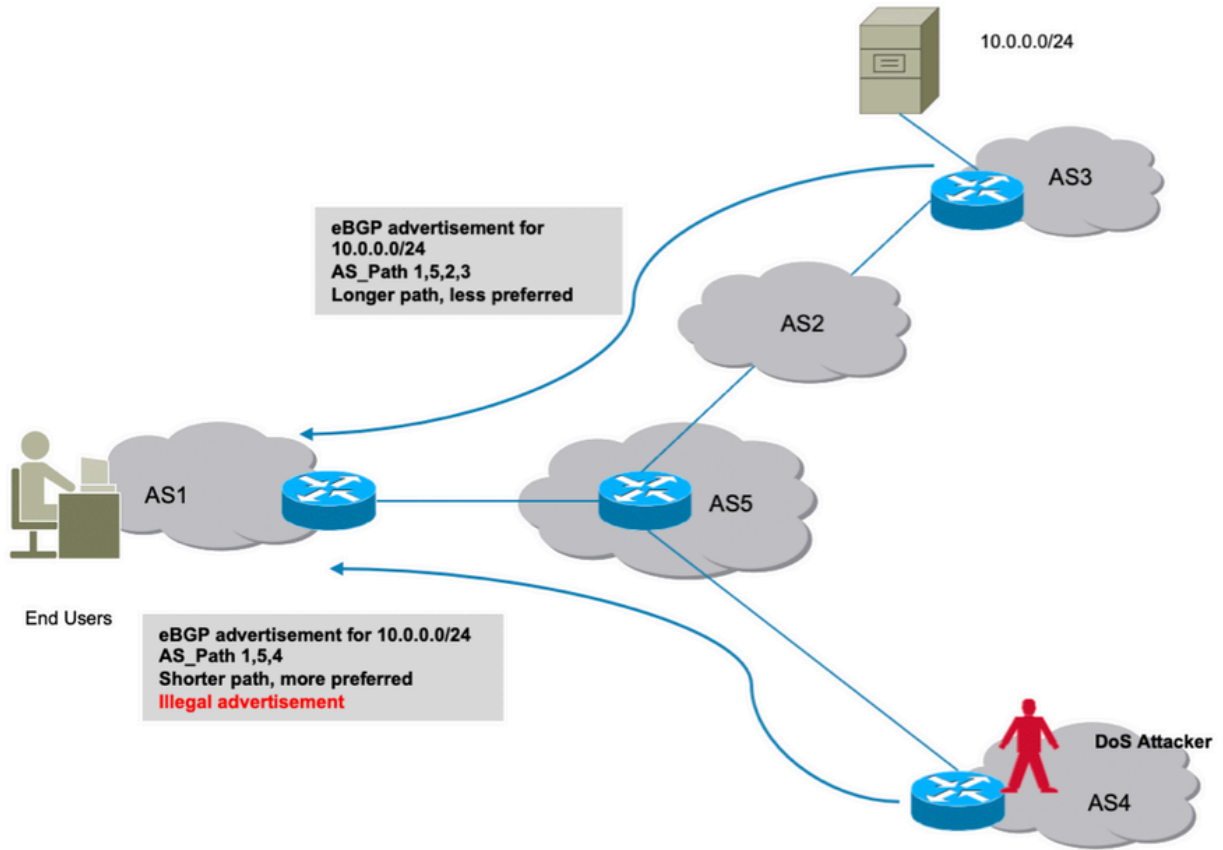 10.0.0.0/24
AS3
eBGP advertisement for
10.0.0.0/24
AS_Path 1,5,2,3
Longer path, less preferred
AS2
AS1
AS5
End Users
eBGP advertisement for 10.0.0.0/24
AS_Path 1,5,4
Shorter path, more preferred
Illegal advertisement
DoS Attacker
AS4